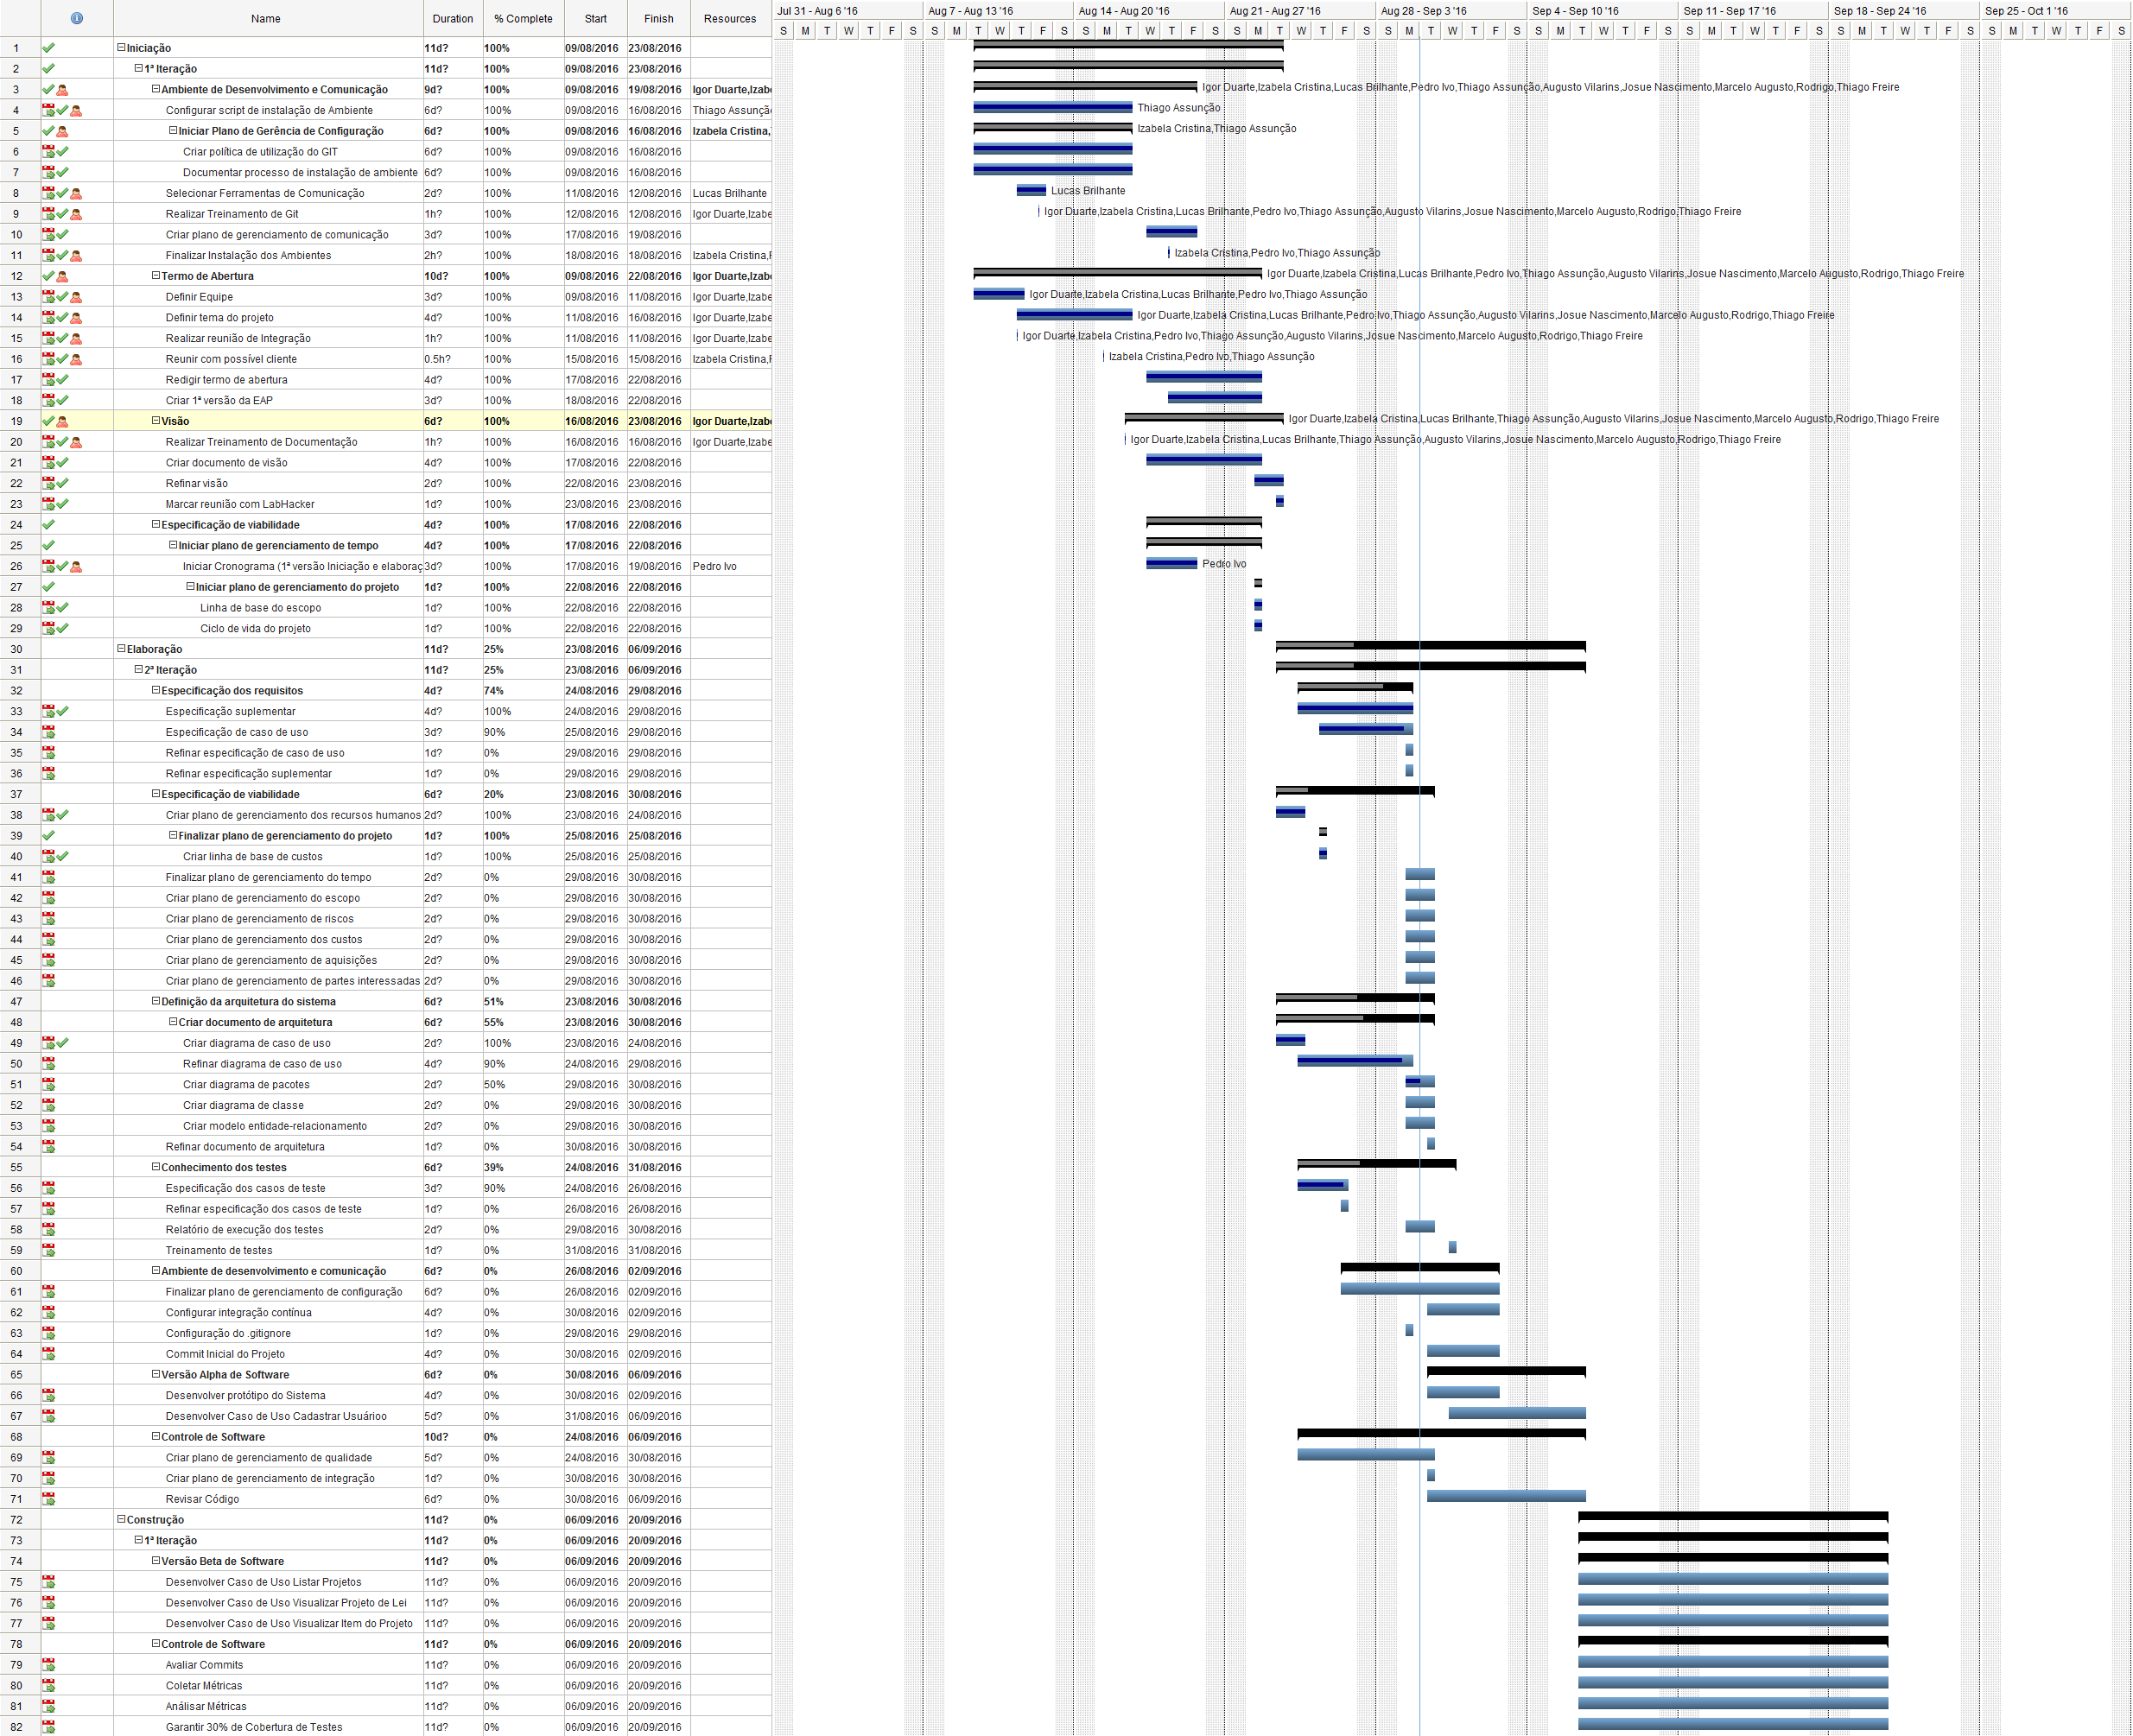 Name Duration % Complete Start Finish Resources Jul 31 - Aug 6 '16 Aug 7 - Aug 13 '16 Aug 14 - Aug 20 '16 Aug 21 - Aug 27 '16 Aug 28 - Sep 3 '16 Sep 4 - Sep 10 '16 Sep 11 - Sep 17 '16 Sep 18 - Sep 24 '16 Sep 25 - Oct 1 '16
S M T W T F S S M T W T F S S M T W T F S S M T W T F S S M T W T F S S M T W T F S S M T W T F S S M T W T F S S M T W T F S
1 Iniciação 11d? 100% 09/08/2016 23/08/2016
2 1ª Iteração 11d? 100% 09/08/2016 23/08/2016
3 Ambiente de Desenvolvimento e Comunicação 9d? 100% 09/08/2016 19/08/2016 Igor Duarte,Izabe Igor Duarte,Izabela Cristina,Lucas Brilhante,Pedro Ivo,Thiago Assunção,Augusto Vilarins,Josue Nascimento,Marcelo Augusto,Rodrigo,Thiago Freire
4 Configurar script de instalação de Ambiente 6d? 100% 09/08/2016 16/08/2016 Thiago Assunção Thiago Assunção
5 Iniciar Plano de Gerência de Configuração 6d? 100% 09/08/2016 16/08/2016 Izabela Cristina, Izabela Cristina,Thiago Assunção
6 Criar política de utilização do GIT 6d? 100% 09/08/2016 16/08/2016
7 Documentar processo de instalação de ambiente 6d? 100% 09/08/2016 16/08/2016
8 Selecionar Ferramentas de Comunicação 2d? 100% 11/08/2016 12/08/2016 Lucas Brilhante Lucas Brilhante
9 Realizar Treinamento de Git 1h? 100% 12/08/2016 12/08/2016 Igor Duarte,Izabe Igor Duarte,Izabela Cristina,Lucas Brilhante,Pedro Ivo,Thiago Assunção,Augusto Vilarins,Josue Nascimento,Marcelo Augusto,Rodrigo,Thiago Freire
10 Criar plano de gerenciamento de comunicação 3d? 100% 17/08/2016 19/08/2016
11 Finalizar Instalação dos Ambientes 2h? 100% 18/08/2016 18/08/2016 Izabela Cristina,P Izabela Cristina,Pedro Ivo,Thiago Assunção
12 Termo de Abertura 10d? 100% 09/08/2016 22/08/2016 Igor Duarte,Izabe Igor Duarte,Izabela Cristina,Lucas Brilhante,Pedro Ivo,Thiago Assunção,Augusto Vilarins,Josue Nascimento,Marcelo Augusto,Rodrigo,Thiago Freire
13 Definir Equipe 3d? 100% 09/08/2016 11/08/2016 Igor Duarte,Izabe Igor Duarte,Izabela Cristina,Lucas Brilhante,Pedro Ivo,Thiago Assunção
14 Definir tema do projeto 4d? 100% 11/08/2016 16/08/2016 Igor Duarte,Izabe Igor Duarte,Izabela Cristina,Lucas Brilhante,Pedro Ivo,Thiago Assunção,Augusto Vilarins,Josue Nascimento,Marcelo Augusto,Rodrigo,Thiago Freire
15 Realizar reunião de Integração 1h? 100% 11/08/2016 11/08/2016 Igor Duarte,Izabe Igor Duarte,Izabela Cristina,Pedro Ivo,Thiago Assunção,Augusto Vilarins,Josue Nascimento,Marcelo Augusto,Rodrigo,Thiago Freire
16 Reunir com possível cliente 0.5h? 100% 15/08/2016 15/08/2016 Izabela Cristina,P Izabela Cristina,Pedro Ivo,Thiago Assunção
17 Redigir termo de abertura 4d? 100% 17/08/2016 22/08/2016
18 Criar 1ª versão da EAP 3d? 100% 18/08/2016 22/08/2016
19 Visão 6d? 100% 16/08/2016 23/08/2016 Igor Duarte,Izabe Igor Duarte,Izabela Cristina,Lucas Brilhante,Thiago Assunção,Augusto Vilarins,Josue Nascimento,Marcelo Augusto,Rodrigo,Thiago Freire
20 Realizar Treinamento de Documentação 1h? 100% 16/08/2016 16/08/2016 Igor Duarte,Izabe Igor Duarte,Izabela Cristina,Lucas Brilhante,Thiago Assunção,Augusto Vilarins,Josue Nascimento,Marcelo Augusto,Rodrigo,Thiago Freire
21 Criar documento de visão 4d? 100% 17/08/2016 22/08/2016
22 Refinar visão 2d? 100% 22/08/2016 23/08/2016
23 Marcar reunião com LabHacker 1d? 100% 23/08/2016 23/08/2016
24 Especificação de viabilidade 4d? 100% 17/08/2016 22/08/2016
25 Iniciar plano de gerenciamento de tempo 4d? 100% 17/08/2016 22/08/2016
26 Iniciar Cronograma (1ª versão Iniciação e elaboraç 3d? 100% 17/08/2016 19/08/2016 Pedro Ivo Pedro Ivo
27 Iniciar plano de gerenciamento do projeto 1d? 100% 22/08/2016 22/08/2016
28 Linha de base do escopo 1d? 100% 22/08/2016 22/08/2016
29 Ciclo de vida do projeto 1d? 100% 22/08/2016 22/08/2016
30 Elaboração 11d? 25% 23/08/2016 06/09/2016
31 2ª Iteração 11d? 25% 23/08/2016 06/09/2016
32 Especificação dos requisitos 4d? 74% 24/08/2016 29/08/2016
33 Especificação suplementar 4d? 100% 24/08/2016 29/08/2016
34 Especificação de caso de uso 3d? 90% 25/08/2016 29/08/2016
35 Refinar especificação de caso de uso 1d? 0% 29/08/2016 29/08/2016
36 Refinar especificação suplementar 1d? 0% 29/08/2016 29/08/2016
37 Especificação de viabilidade 6d? 20% 23/08/2016 30/08/2016
38 Criar plano de gerenciamento dos recursos humanos 2d? 100% 23/08/2016 24/08/2016
39 Finalizar plano de gerenciamento do projeto 1d? 100% 25/08/2016 25/08/2016
40 Criar linha de base de custos 1d? 100% 25/08/2016 25/08/2016
41 Finalizar plano de gerenciamento do tempo 2d? 0% 29/08/2016 30/08/2016
42 Criar plano de gerenciamento do escopo 2d? 0% 29/08/2016 30/08/2016
43 Criar plano de gerenciamento de riscos 2d? 0% 29/08/2016 30/08/2016
44 Criar plano de gerenciamento dos custos 2d? 0% 29/08/2016 30/08/2016
45 Criar plano de gerenciamento de aquisições 2d? 0% 29/08/2016 30/08/2016
46 Criar plano de gerenciamento de partes interessadas 2d? 0% 29/08/2016 30/08/2016
47 Definição da arquitetura do sistema 6d? 51% 23/08/2016 30/08/2016
48 Criar documento de arquitetura 6d? 55% 23/08/2016 30/08/2016
49 Criar diagrama de caso de uso 2d? 100% 23/08/2016 24/08/2016
50 Refinar diagrama de caso de uso 4d? 90% 24/08/2016 29/08/2016
51 Criar diagrama de pacotes 2d? 50% 29/08/2016 30/08/2016
52 Criar diagrama de classe 2d? 0% 29/08/2016 30/08/2016
53 Criar modelo entidade-relacionamento 2d? 0% 29/08/2016 30/08/2016
54 Refinar documento de arquitetura 1d? 0% 30/08/2016 30/08/2016
55 Conhecimento dos testes 6d? 39% 24/08/2016 31/08/2016
56 Especificação dos casos de teste 3d? 90% 24/08/2016 26/08/2016
57 Refinar especificação dos casos de teste 1d? 0% 26/08/2016 26/08/2016
58 Relatório de execução dos testes 2d? 0% 29/08/2016 30/08/2016
59 Treinamento de testes 1d? 0% 31/08/2016 31/08/2016
60 Ambiente de desenvolvimento e comunicação 6d? 0% 26/08/2016 02/09/2016
61 Finalizar plano de gerenciamento de configuração 6d? 0% 26/08/2016 02/09/2016
62 Configurar integração contínua 4d? 0% 30/08/2016 02/09/2016
63 Configuração do .gitignore 1d? 0% 29/08/2016 29/08/2016
64 Commit Inicial do Projeto 4d? 0% 30/08/2016 02/09/2016
65 Versão Alpha de Software 6d? 0% 30/08/2016 06/09/2016
66 Desenvolver protótipo do Sistema 4d? 0% 30/08/2016 02/09/2016
67 Desenvolver Caso de Uso Cadastrar Usuárioo 5d? 0% 31/08/2016 06/09/2016
68 Controle de Software 10d? 0% 24/08/2016 06/09/2016
69 Criar plano de gerenciamento de qualidade 5d? 0% 24/08/2016 30/08/2016
70 Criar plano de gerenciamento de integração 1d? 0% 30/08/2016 30/08/2016
71 Revisar Código 6d? 0% 30/08/2016 06/09/2016
72 Construção 11d? 0% 06/09/2016 20/09/2016
73 1ª Iteração 11d? 0% 06/09/2016 20/09/2016
74 Versão Beta de Software 11d? 0% 06/09/2016 20/09/2016
75 Desenvolver Caso de Uso Listar Projetos 11d? 0% 06/09/2016 20/09/2016
76 Desenvolver Caso de Uso Visualizar Projeto de Lei 11d? 0% 06/09/2016 20/09/2016
77 Desenvolver Caso de Uso Visualizar Item do Projeto 11d? 0% 06/09/2016 20/09/2016
78 Controle de Software 11d? 0% 06/09/2016 20/09/2016
79 Avaliar Commits 11d? 0% 06/09/2016 20/09/2016
80 Coletar Métricas 11d? 0% 06/09/2016 20/09/2016
81 Análisar Métricas 11d? 0% 06/09/2016 20/09/2016
82 Garantir 30% de Cobertura de Testes 11d? 0% 06/09/2016 20/09/2016